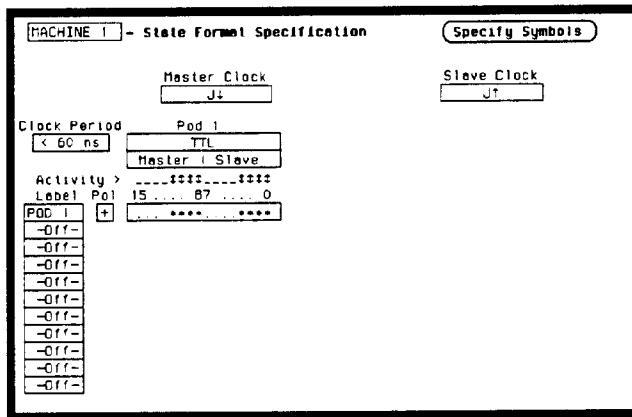 MACHINE 1 - State Format Specification Specify Symbols
Master Clock Slave Clock
J↓ J↑
Clock Period Pod 1
< 60 ns TTL
Master | Slave
Activity > ____↕↕↕↕____↕↕↕↕
Label Pol 15 .... 87 .... 0
POD 1 + .... **** .... ****
-Off-
-Off-
-Off-
-Off-
-Off-
-Off-
-Off-
-Off-
-Off-
-Off-